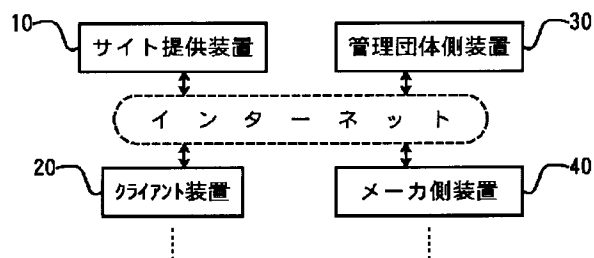 10 サイト提供装置
管理団体側装置 30
インターネット
20 クライアント装置
メーカ側装置 40